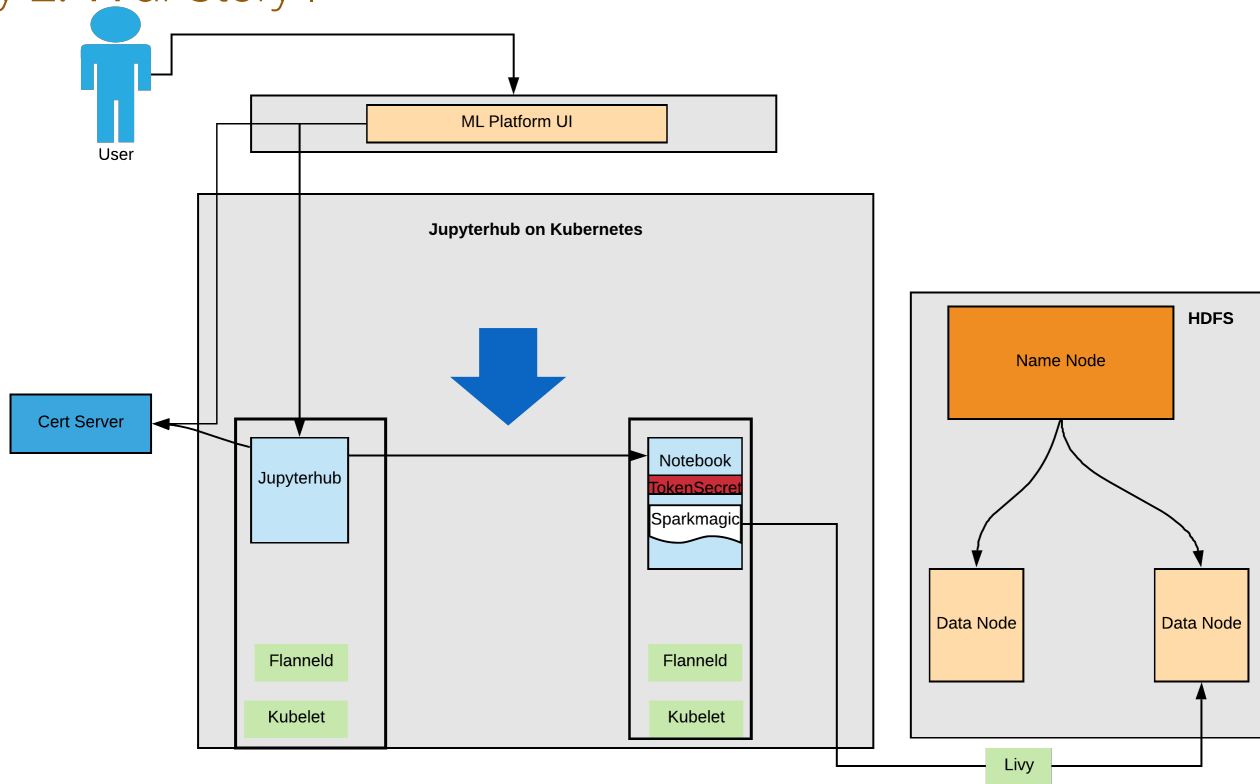 User
ML Platform UI
Jupyterhub on Kubernetes
HDFS
Name Node
Cert Server
Jupyterhub
Notebook
TokenSecret
Sparkmagic
Data Node
Data Node
Flanneld
Flanneld
Kubelet
Kubelet
Livy